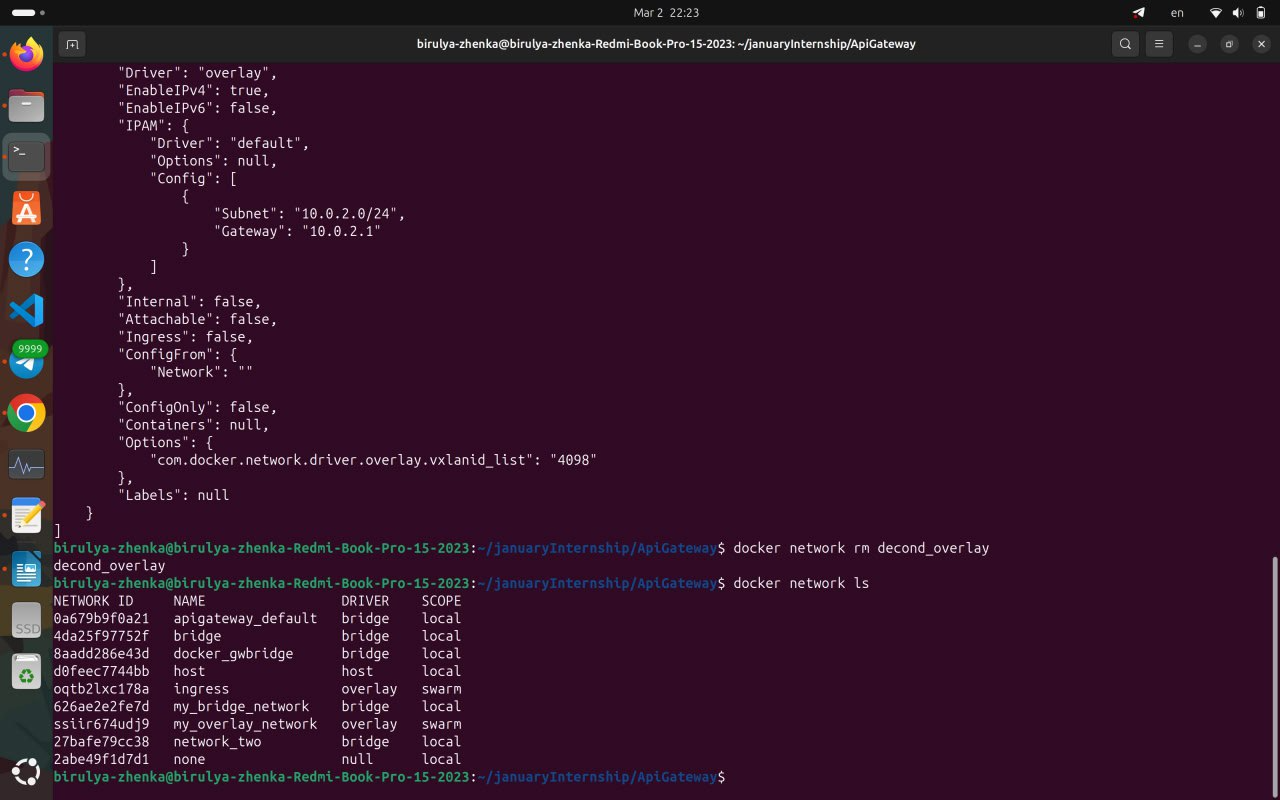 Mar 2  22:23
en
birulya-zhenka@birulya-zhenka-Redmi-Book-Pro-15-2023: ~/januaryInternship/ApiGateway
        "Driver": "overlay",
        "EnableIPv4": true,
        "EnableIPv6": false,
        "IPAM": {
            "Driver": "default",
            "Options": null,
            "Config": [
                {
                    "Subnet": "10.0.2.0/24",
                    "Gateway": "10.0.2.1"
                }
            ]
        },
        "Internal": false,
        "Attachable": false,
        "Ingress": false,
        "ConfigFrom": {
            "Network": ""
        },
        "ConfigOnly": false,
        "Containers": null,
        "Options": {
            "com.docker.network.driver.overlay.vxlanid_list": "4098"
        },
        "Labels": null
    }
]
birulya-zhenka@birulya-zhenka-Redmi-Book-Pro-15-2023:~/januaryInternship/ApiGateway$ docker network rm decond_overlay
decond_overlay
birulya-zhenka@birulya-zhenka-Redmi-Book-Pro-15-2023:~/januaryInternship/ApiGateway$ docker network ls
NETWORK ID     NAME                 DRIVER    SCOPE
0a679b9f0a21   apigateway_default   bridge    local
4da25f97752f   bridge               bridge    local
8aadd286e43d   docker_gwbridge      bridge    local
d0feec7744bb   host                 host      local
oqtb2lxc178a   ingress              overlay   swarm
626ae2e2fe7d   my_bridge_network    bridge    local
ssiir674udj9   my_overlay_network   overlay   swarm
27bafe79cc38   network_two          bridge    local
2abe49f1d7d1   none                 null      local
birulya-zhenka@birulya-zhenka-Redmi-Book-Pro-15-2023:~/januaryInternship/ApiGateway$
9999
SSD